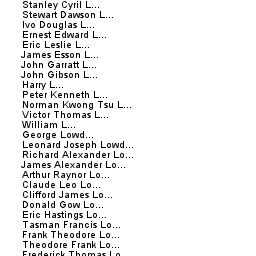 Stanley Cyril L...
Stewart Dawson L...
Ivo Douglas L...
Ernest Edward L...
Eric Leslie L...
James Esson L...
John Garratt L...
John Gibson L...
Harry L...
Peter Kenneth L...
Norman Kwong Tsu L...
Victor Thomas L...
William L...
George Lowd...
Leonard Joseph Lowd...
Richard Alexander Lo...
James Alexander Lo...
Arthur Raynor Lo...
Claude Leo Lo...
Clifford James Lo...
Donald Gow Lo...
Eric Hastings Lo...
Tasman Francis Lo...
Frank Theodore Lo...
Theodore Frank Lo...
Frederick Thomas Lo